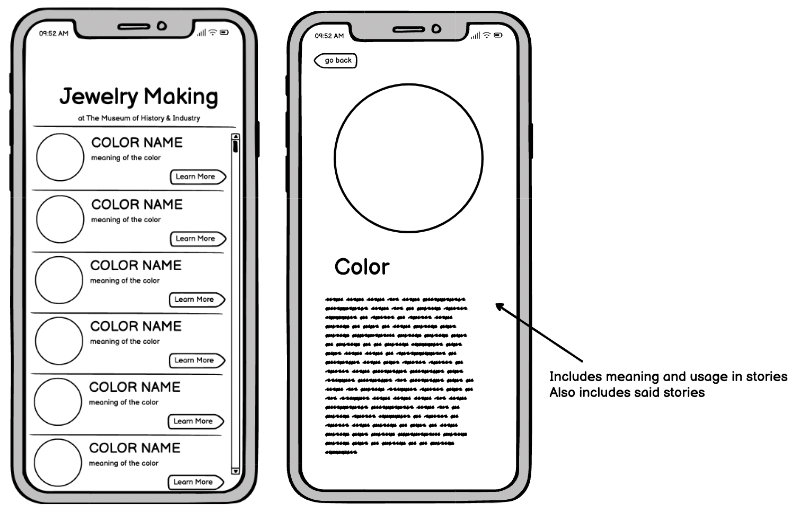 09:52 AM
Jewelry Making
at The Museum of History & Industry
COLOR NAME
meaning of the color
Learn More
COLOR NAME
meaning of the color
Learn More
COLOR NAME
meaning of the color
Learn More
COLOR NAME
meaning of the color
Learn More
COLOR NAME
meaning of the color
Learn More
COLOR NAME
meaning of the color
Learn More
09:52 AM
go back
Color
Includes meaning and usage in stories
Also includes said stories